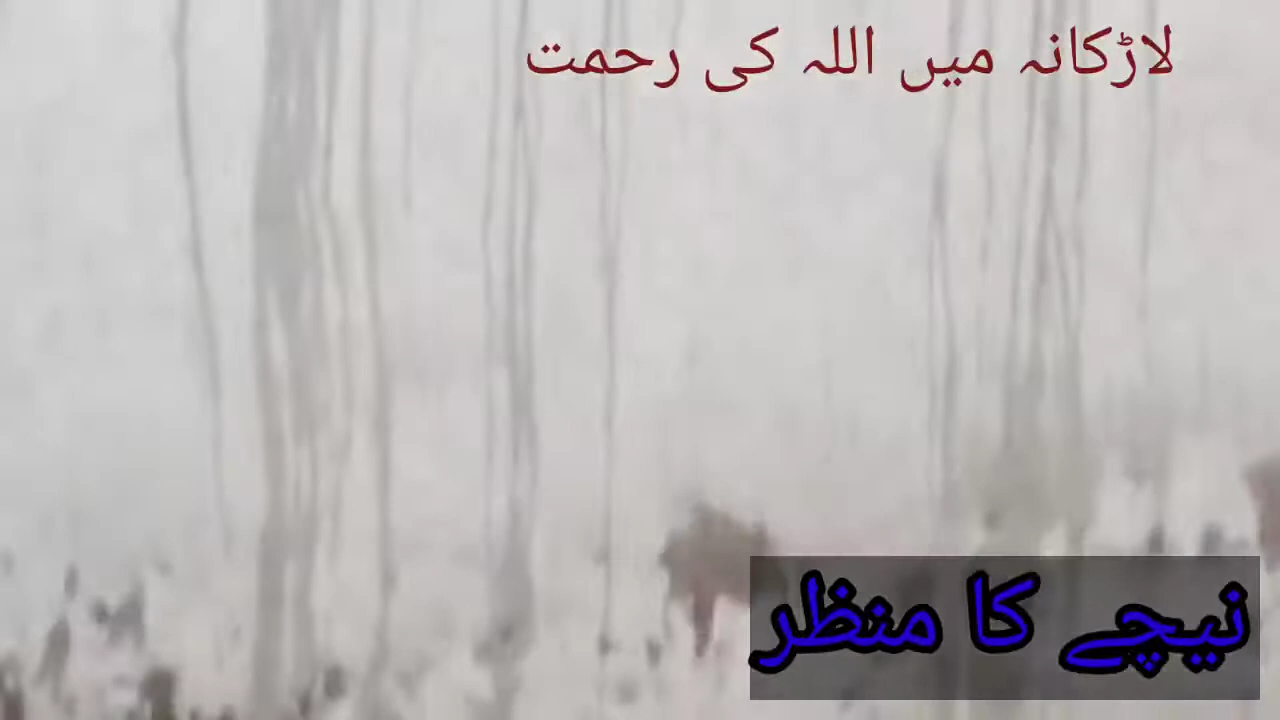 لاڑکانہ میں اللہ کی رحمت
نیچے کا منظر